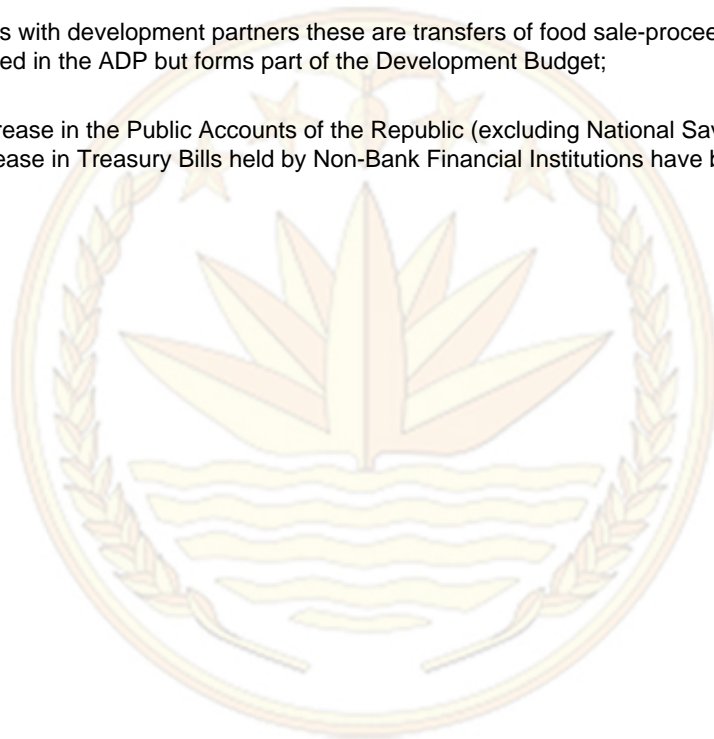 s with development partners these are transfers of food sale-procee
ed in the ADP but forms part of the Development Budget;
rease in the Public Accounts of the Republic (excluding National Sav
ease in Treasury Bills held by Non-Bank Financial Institutions have b